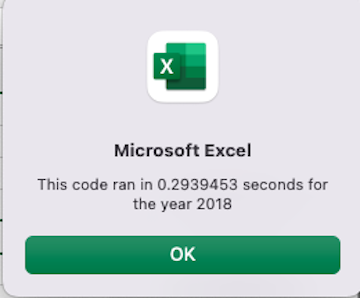 X
Microsoft Excel
This code ran in 0.2939453 seconds for
the year 2018
OK